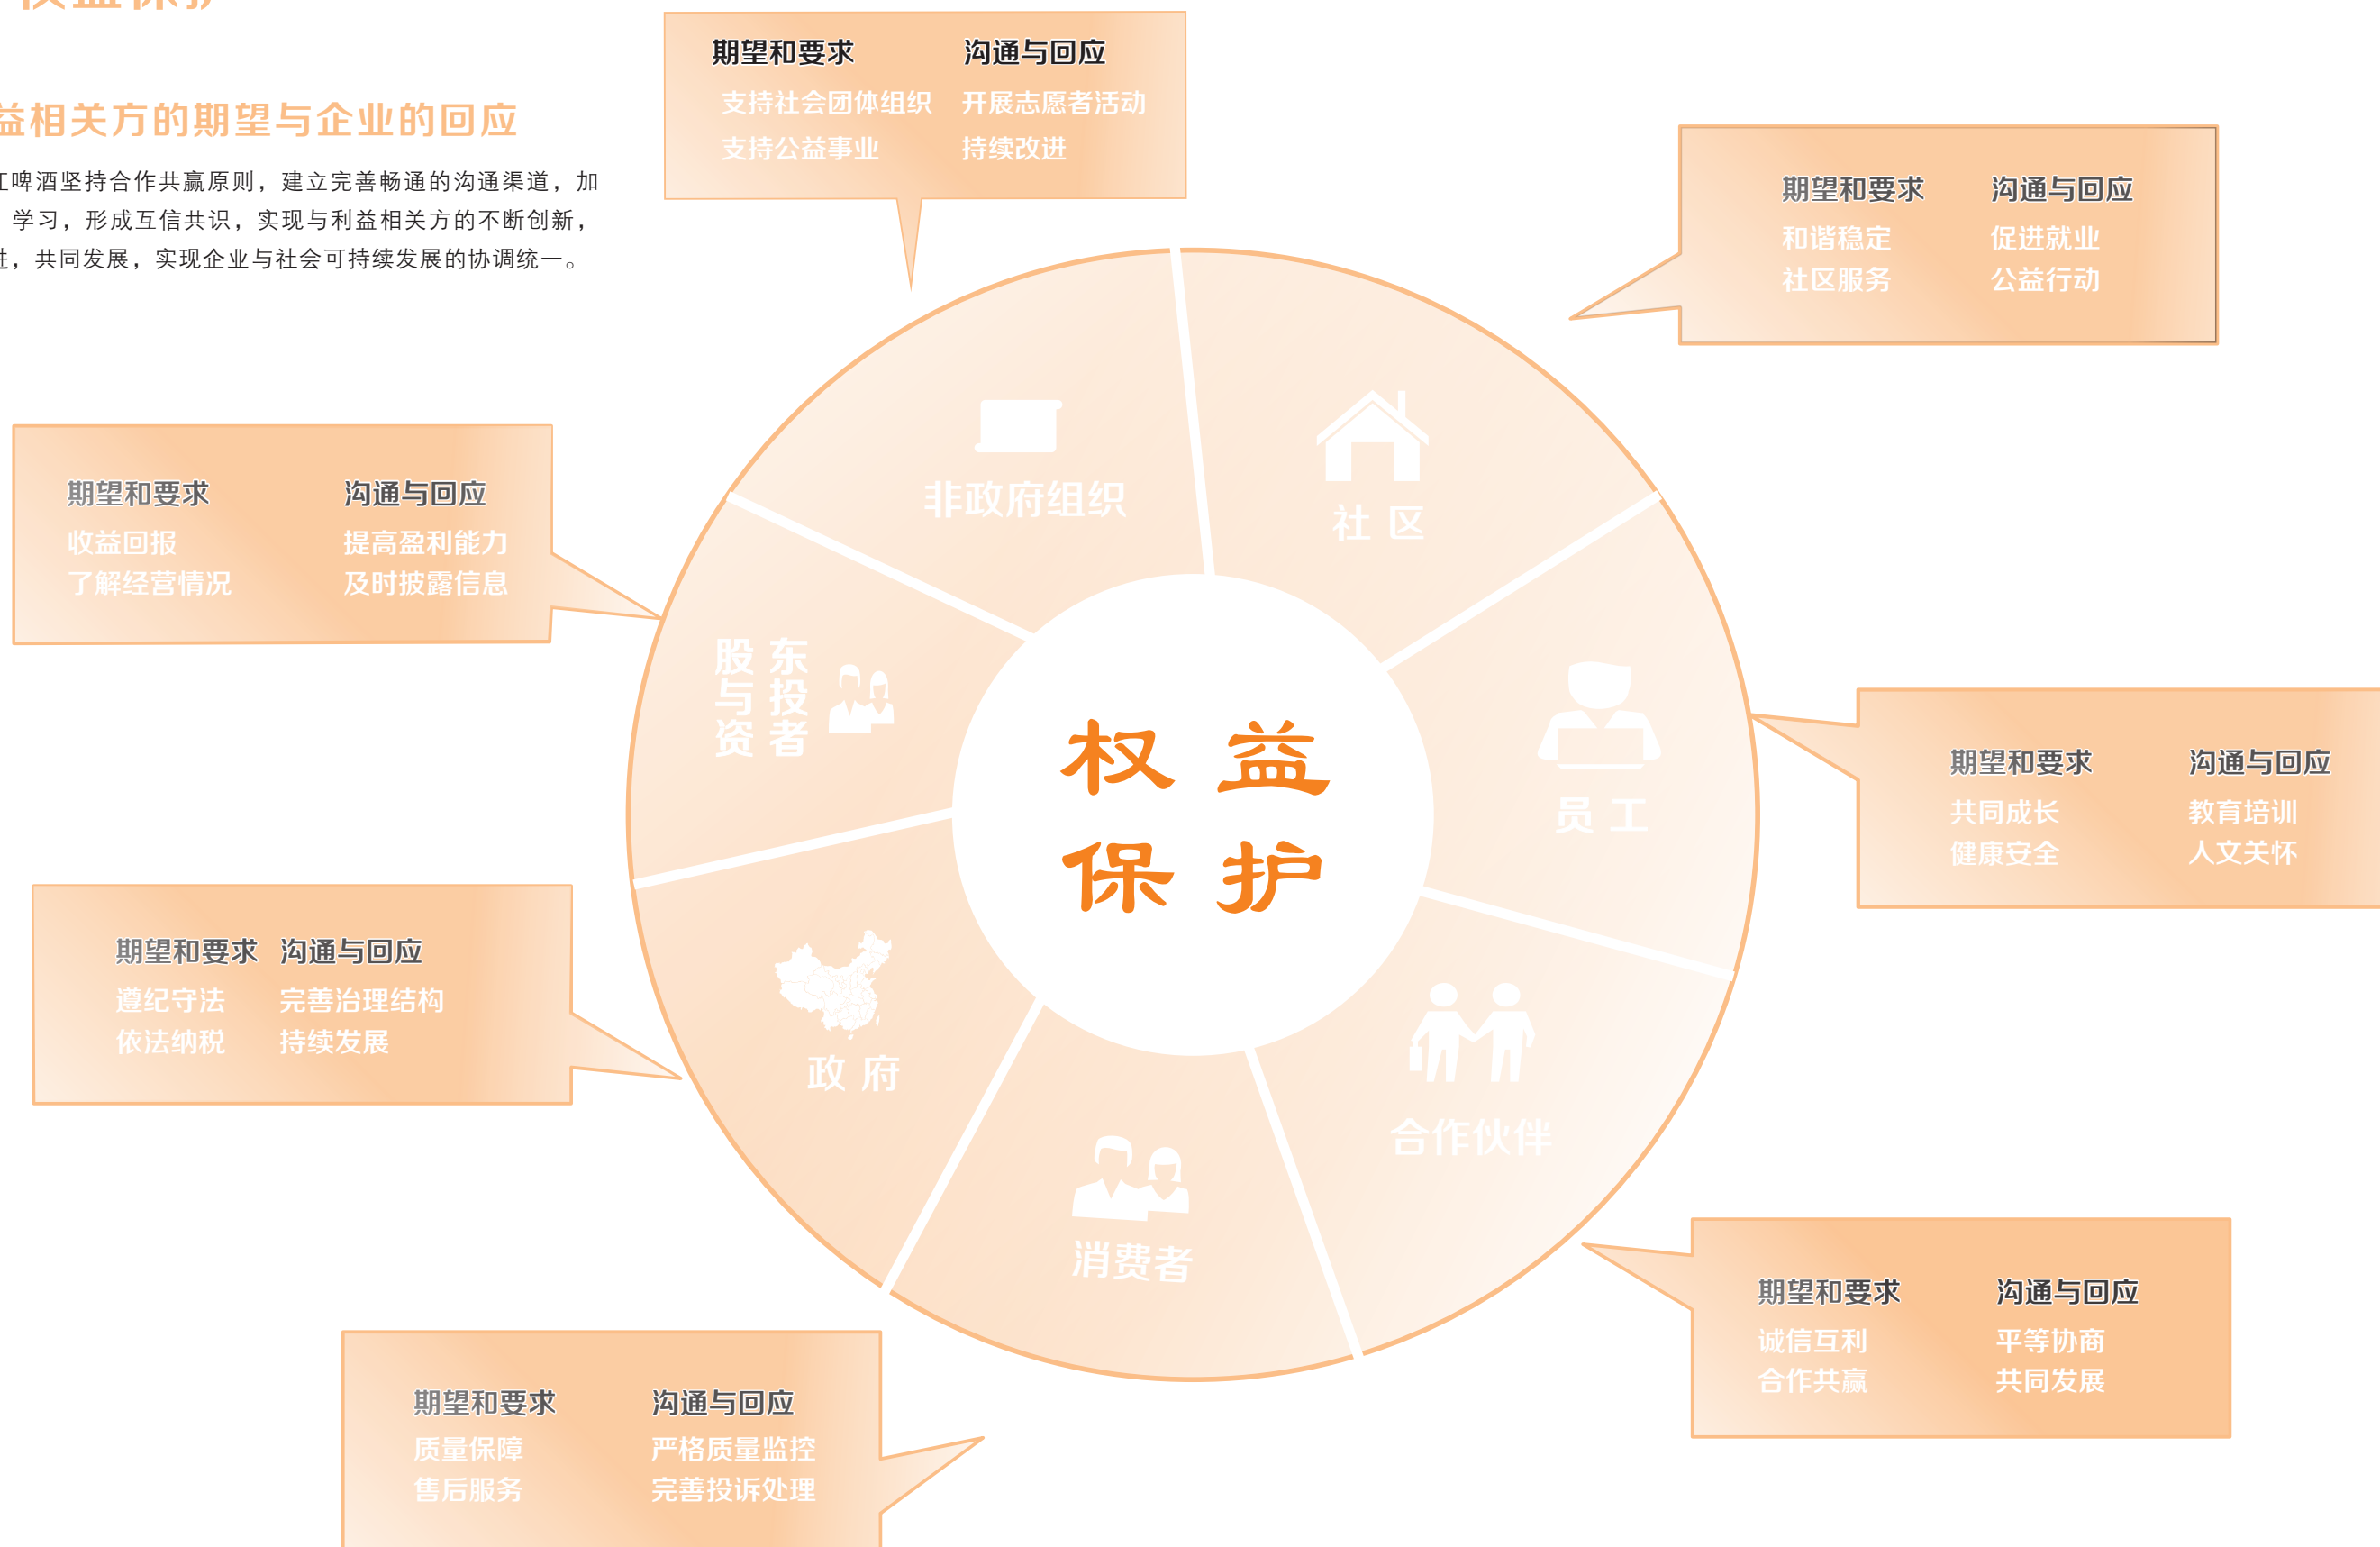 权益保护
益相关方的期望与企业的回应
江啤酒坚持合作共赢原则，建立完善畅通的沟通渠道，加
学习，形成互信共识，实现与利益相关方的不断创新，
进，共同发展，实现企业与社会可持续发展的协调统一。
期望和要求 沟通与回应
支持社会团体组织 开展志愿者活动
支持公益事业 持续改进
期望和要求 沟通与回应
和谐稳定 促进就业
社区服务 公益行动
期望和要求 沟通与回应
收益回报 提高盈利能力
了解经营情况 及时披露信息
非政府组织
社 区
股 东
与 投
资 者
员 工
权 益
保 护
期望和要求 沟通与回应
共同成长 教育培训
健康安全 人文关怀
期望和要求 沟通与回应
遵纪守法 完善治理结构
依法纳税 持续发展
政 府
合作伙伴
消费者
期望和要求 沟通与回应
诚信互利 平等协商
合作共赢 共同发展
期望和要求 沟通与回应
质量保障 严格质量监控
售后服务 完善投诉处理